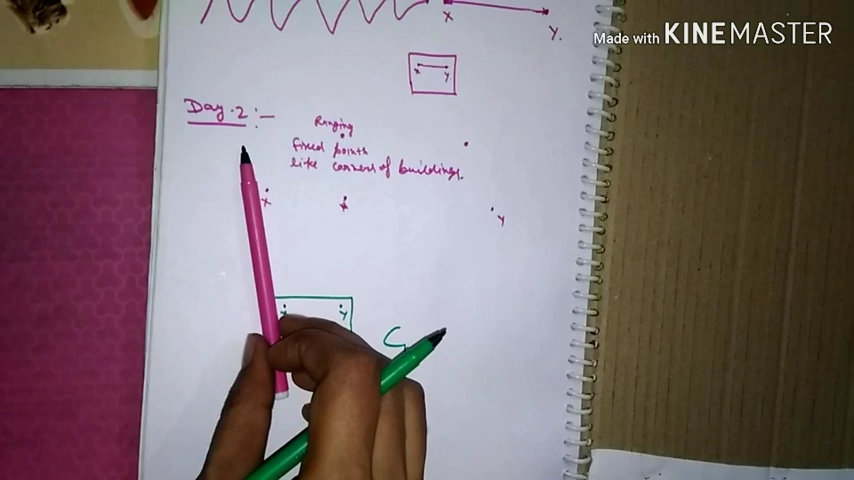 X
Y.
Made with KINEMASTER
X Y
Day-2:-
Ranging
fixed points
like corners of buildings.
X
Y
Y
G